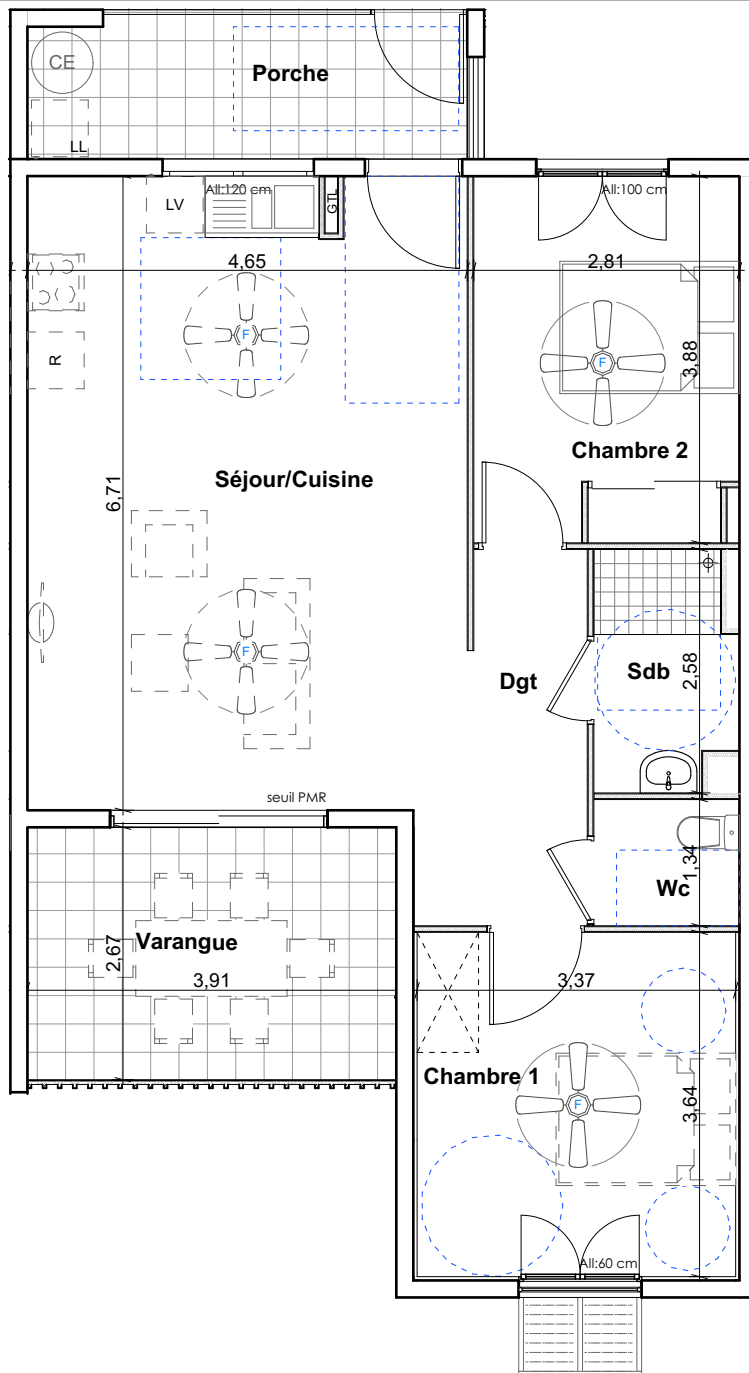 CE
Porche
LL
All:120 cm
All:100 cm
LV
GTL
4,65
2,81
F
F
R
3,88
Chambre 2
Séjour/Cuisine
6,71
F
Dgt
Sdb
2,58
seuil PMR
1,34
Wc
Varangue
2,67
3,91
3,37
Chambre 1
F
3,64
All:60 cm